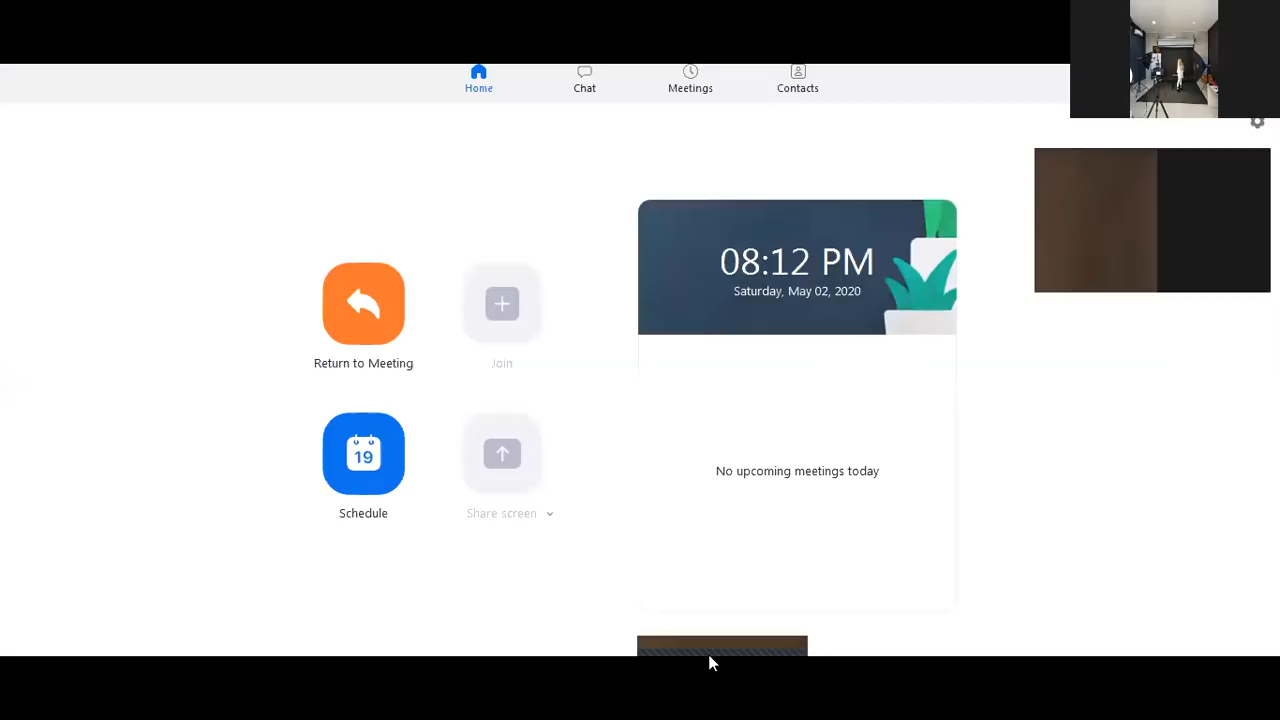 Home
Chat
Meetings
Contacts
08:12 PM
Saturday, May 02, 2020
Return to Meeting
Join
19
Schedule
Share screen
No upcoming meetings today